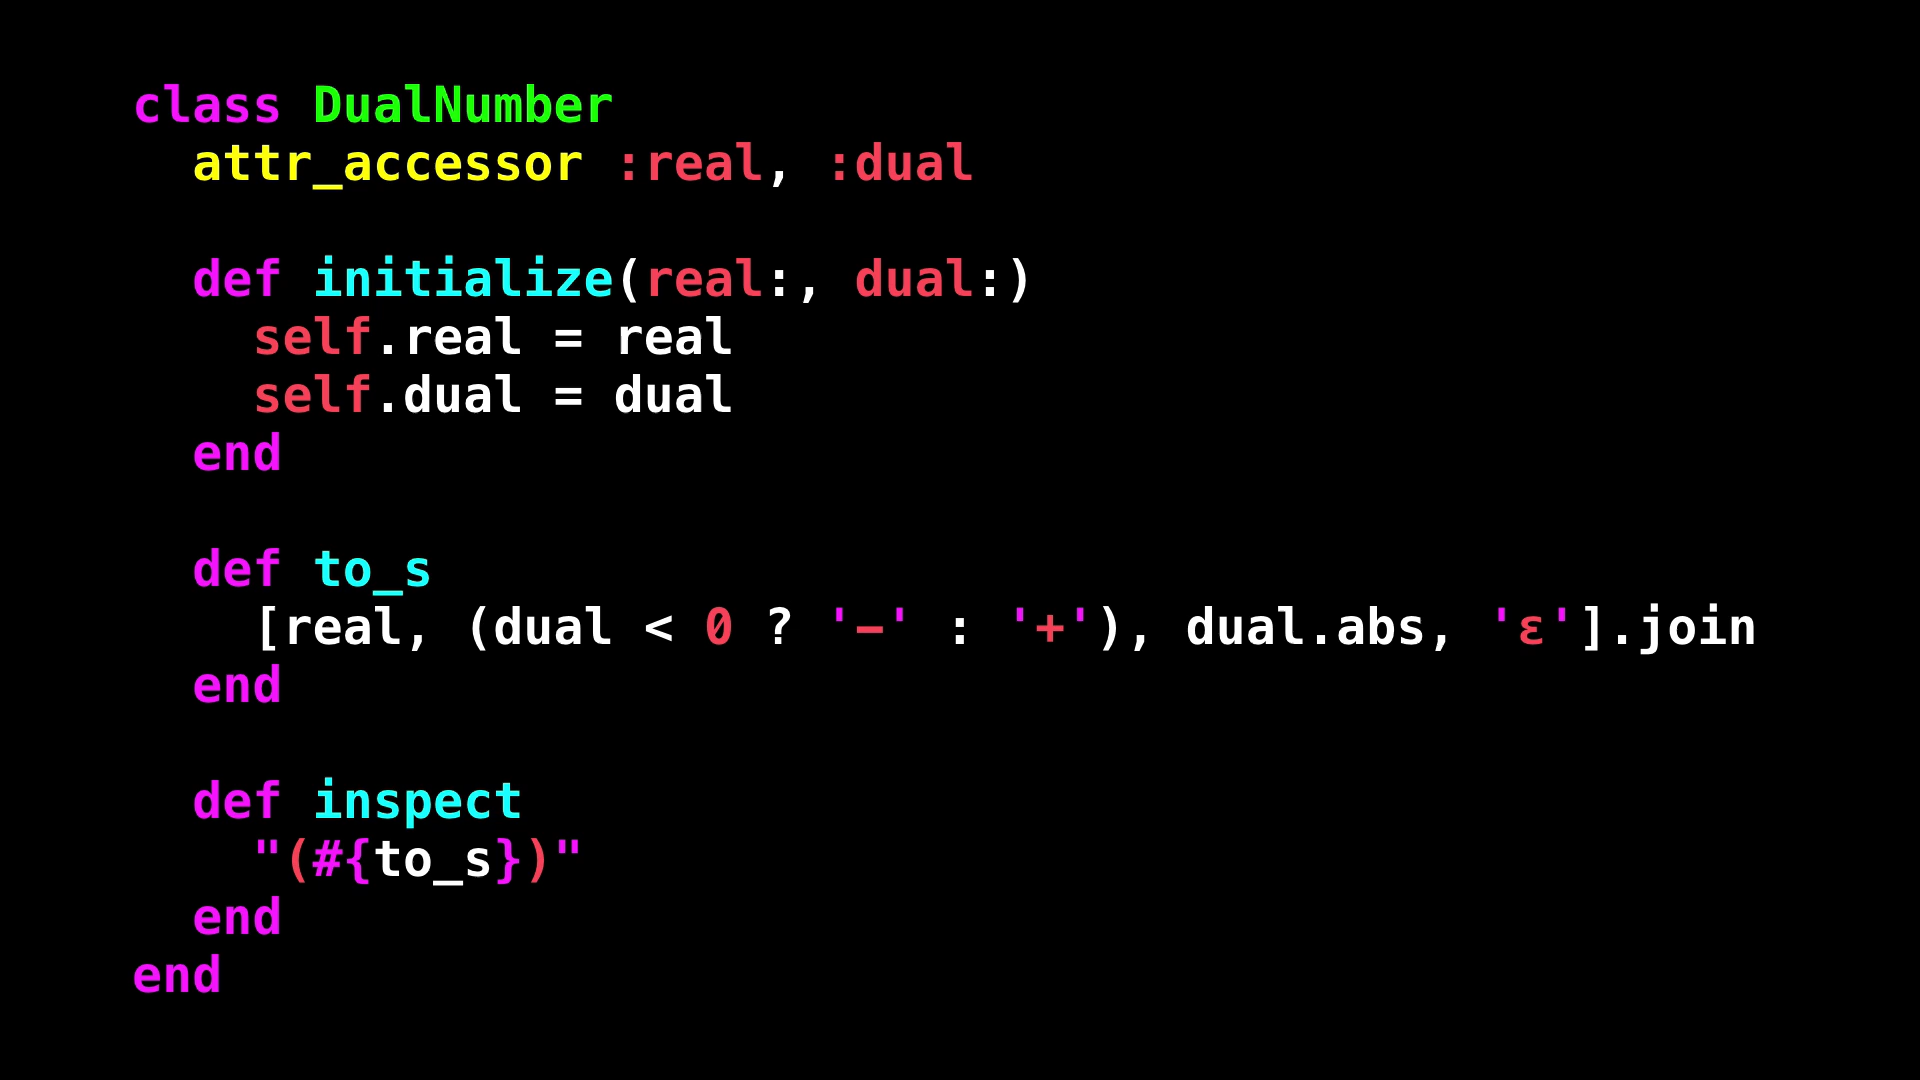 class DualNumber
  attr_accessor :real, :dual

  def initialize(real:, dual:)
    self.real = real
    self.dual = dual
  end

  def to_s
    [real, (dual < 0 ? '−' : '+'), dual.abs, 'ε'].join
  end

  def inspect
    "(#{to_s})"
  end
end